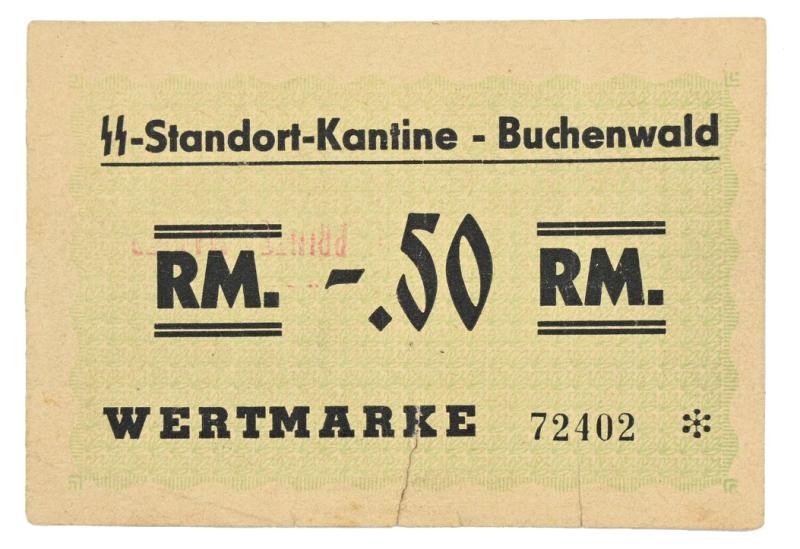 ᛋᛋ-Standort-Kantine - Buchenwald
RM. -.50 RM.
WERTMARKE 72402 *